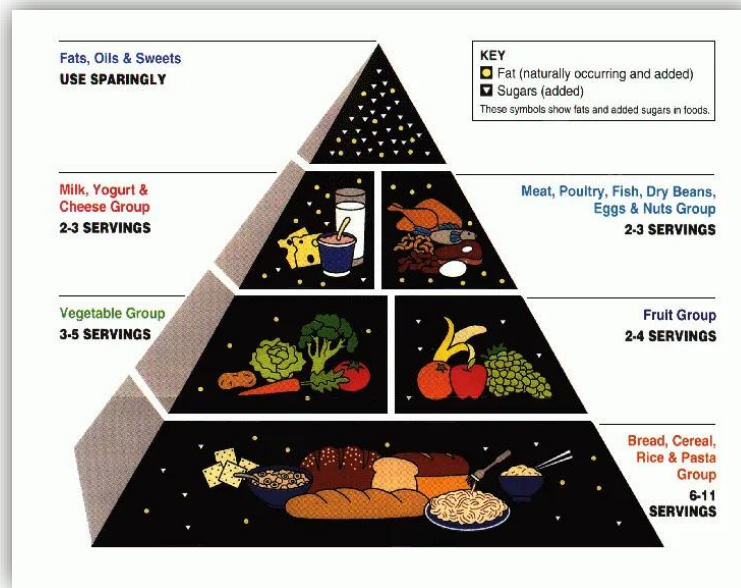 Fats, Oils & Sweets
USE SPARINGLY
KEY
Fat (naturally occurring and added)
Sugars (added)
These symbols show fats and added sugars in foods.
Milk, Yogurt &
Cheese Group
2-3 SERVINGS
Meat, Poultry, Fish, Dry Beans,
Eggs & Nuts Group
2-3 SERVINGS
Vegetable Group
3-5 SERVINGS
Fruit Group
2-4 SERVINGS
Bread, Cereal,
Rice & Pasta
Group
6-11
SERVINGS